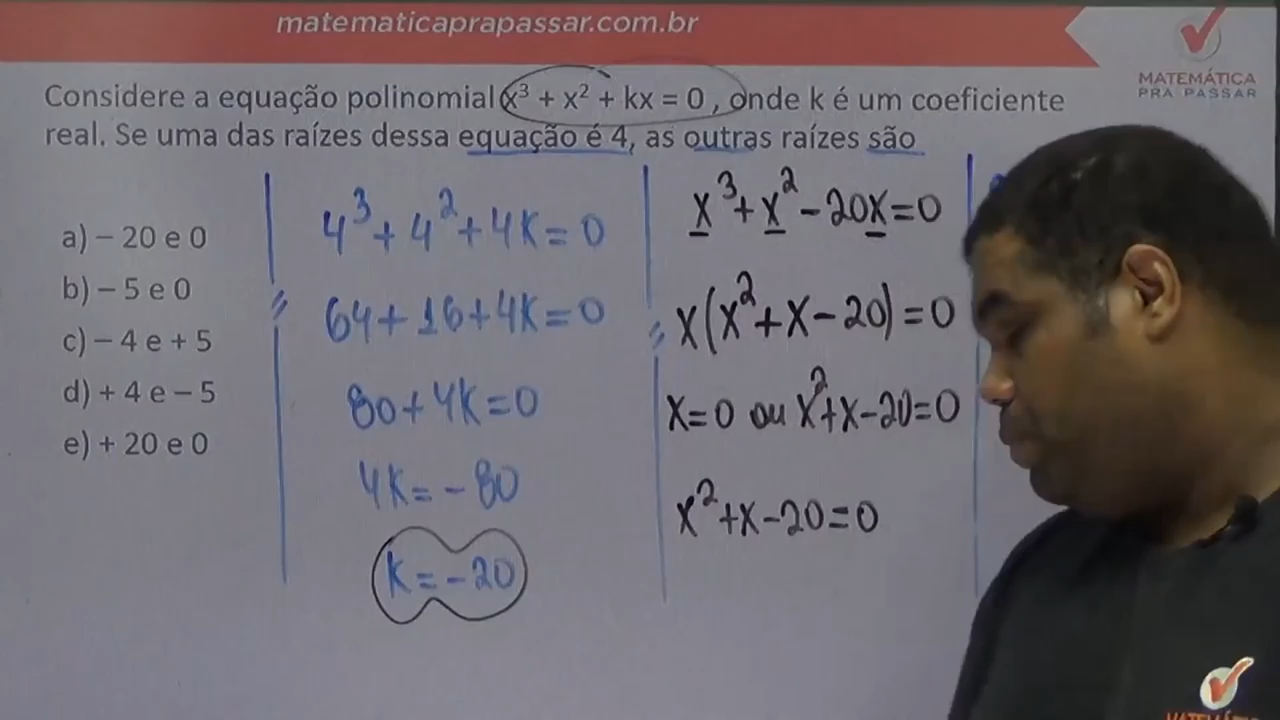 matematicaprapassar.com.br
MATEMÁTICA
PRA PASSAR
Considere a equação polinomial x³ + x² + kx = 0 , onde k é um coeficiente
real. Se uma das raízes dessa equação é 4, as outras raízes são
a) – 20 e 0
b) – 5 e 0
c) – 4 e + 5
d) + 4 e – 5
e) + 20 e 0
4³ + 4² + 4K = 0
64 + 16 + 4K = 0
80 + 4K = 0
4K = - 80
K = - 20
x³ + x² - 20x = 0
x(x² + x - 20) = 0
x = 0 ou x² + x - 20 = 0
x² + x - 20 = 0